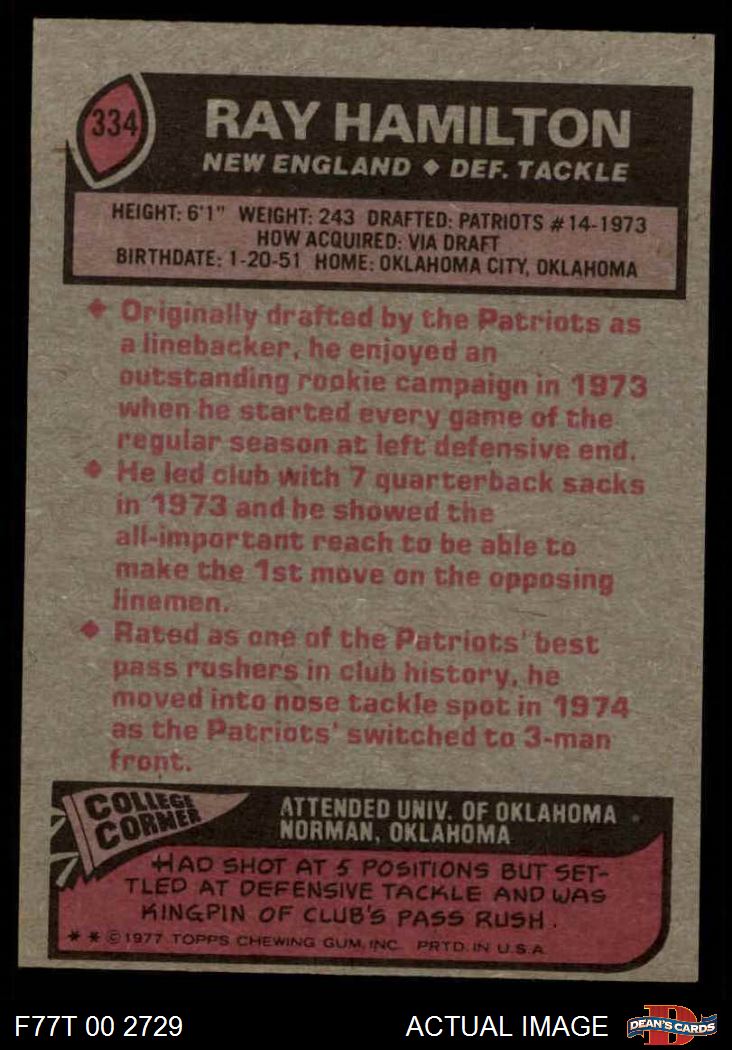 334
RAY HAMILTON
NEW ENGLAND ♦ DEF. TACKLE
HEIGHT: 6'1" WEIGHT: 243 DRAFTED: PATRIOTS #14-1973
HOW ACQUIRED: VIA DRAFT
BIRTHDATE: 1-20-51 HOME: OKLAHOMA CITY, OKLAHOMA
♦ Originally drafted by the Patriots as
a linebacker, he enjoyed an
outstanding rookie campaign in 1973
when he started every game of the
regular season at left defensive end.
♦ He led club with 7 quarterback sacks
in 1973 and he showed the
all-important reach to be able to
make the 1st move on the opposing
linemen.
♦ Rated as one of the Patriots' best
pass rushers in club history, he
moved into nose tackle spot in 1974
as the Patriots' switched to 3-man
front.
COLLEGE
CORNER
ATTENDED UNIV. OF OKLAHOMA
NORMAN, OKLAHOMA
HAD SHOT AT 5 POSITIONS BUT SET-
TLED AT DEFENSIVE TACKLE AND WAS
KINGPIN OF CLUB'S PASS RUSH.
* * © 1977 TOPPS CHEWING GUM, INC. PRTD. IN U.S.A.
F77T 00 2729 ACTUAL IMAGE DEAN'S CARDS